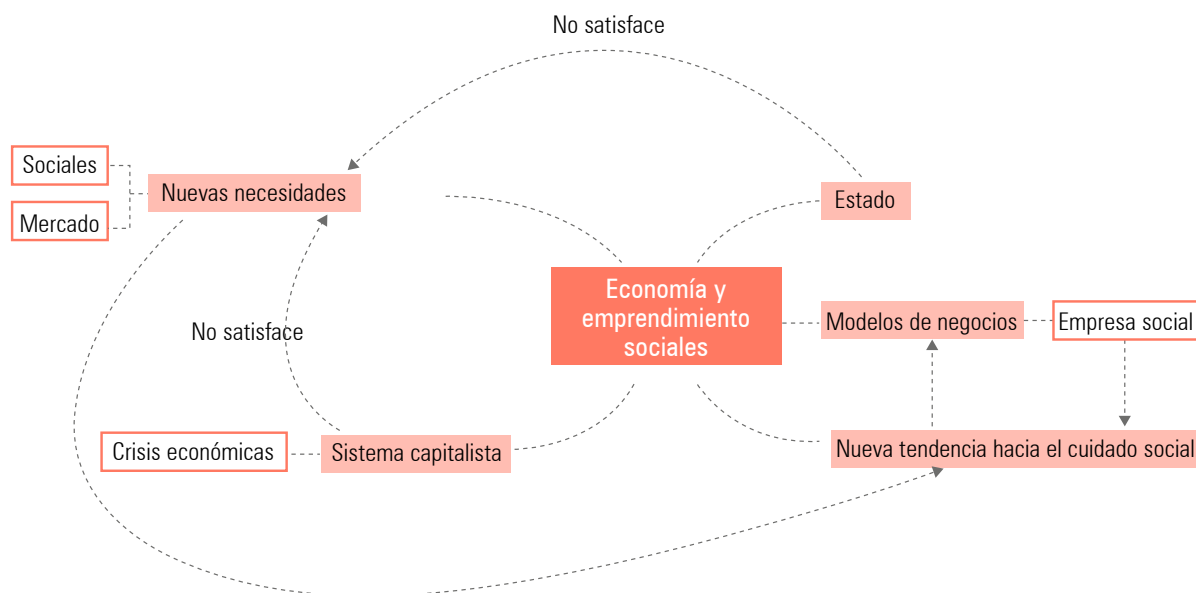 No satisface
Sociales
Nuevas necesidades
Mercado
Estado
Economía y
emprendimiento
sociales
Modelos de negocios
Empresa social
No satisface
Crisis económicas
Sistema capitalista
Nueva tendencia hacia el cuidado social